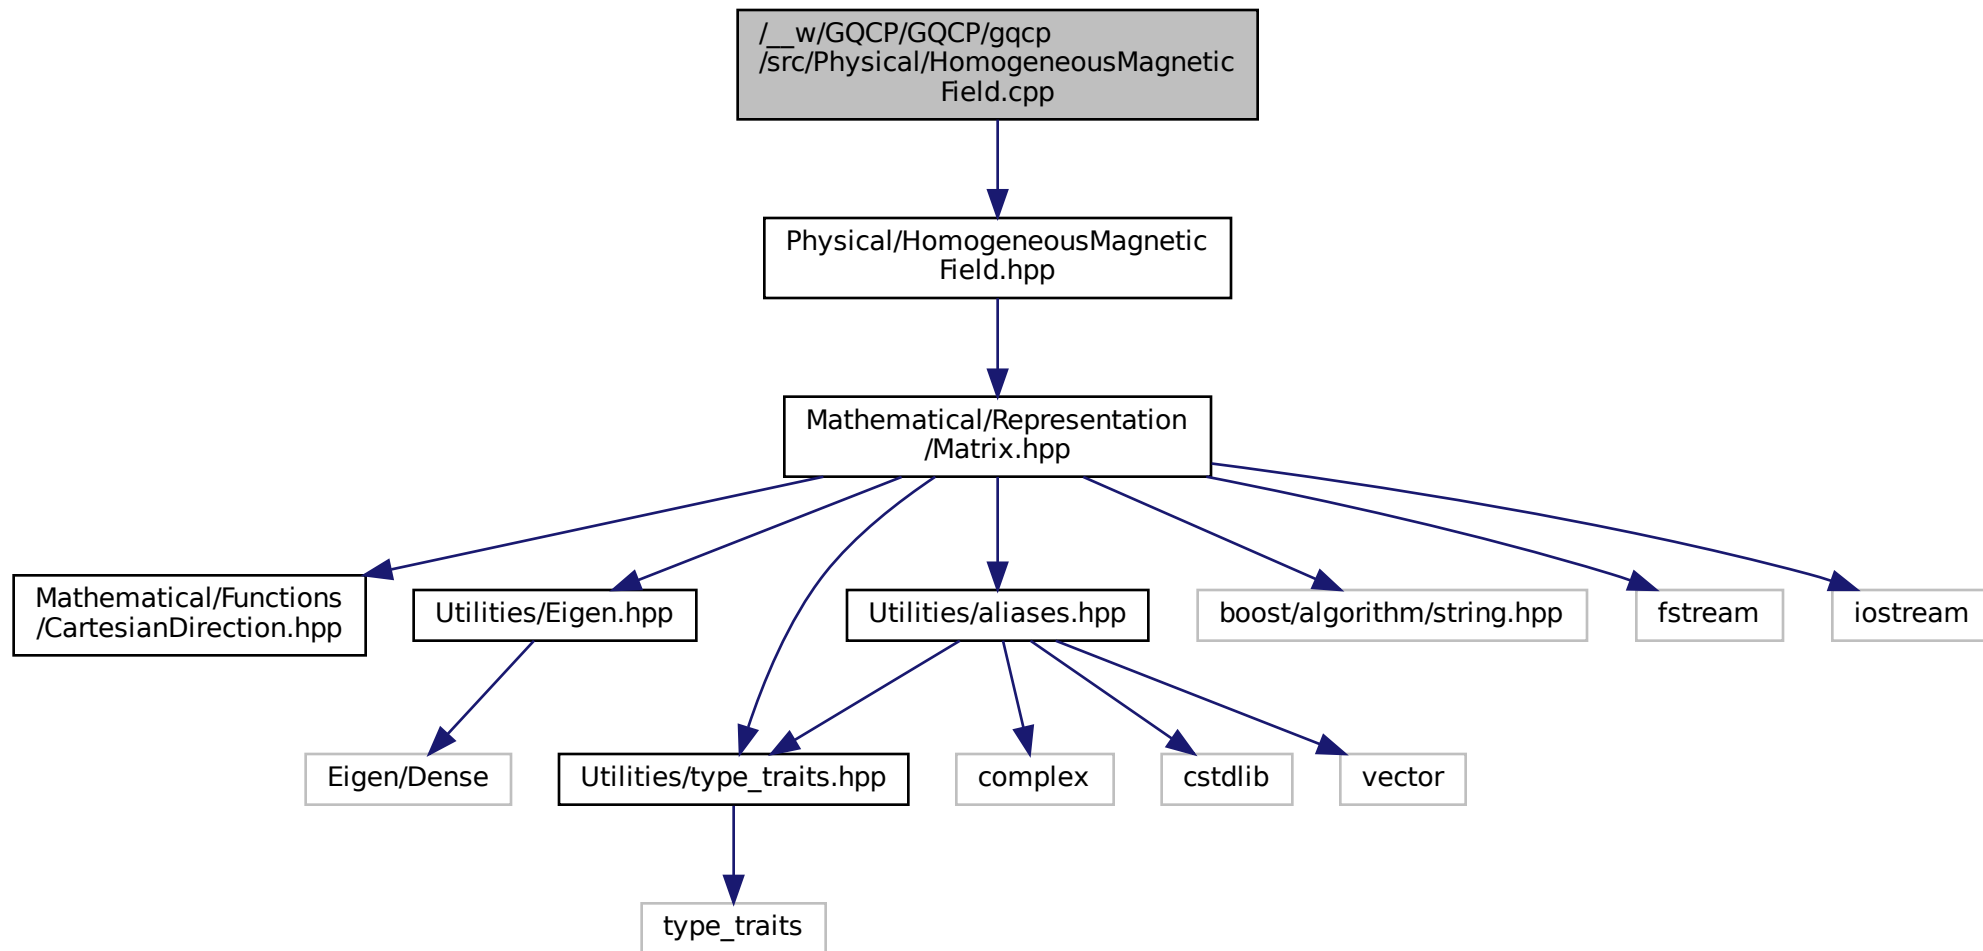 /__w/GQCP/GQCP/gqcp
/src/Physical/HomogeneousMagnetic
Field.cpp
Physical/HomogeneousMagnetic
Field.hpp
Mathematical/Representation
/Matrix.hpp
Mathematical/Functions
/CartesianDirection.hpp
Utilities/Eigen.hpp
Utilities/aliases.hpp
boost/algorithm/string.hpp
fstream
iostream
Eigen/Dense
Utilities/type_traits.hpp
complex
cstdlib
vector
type_traits